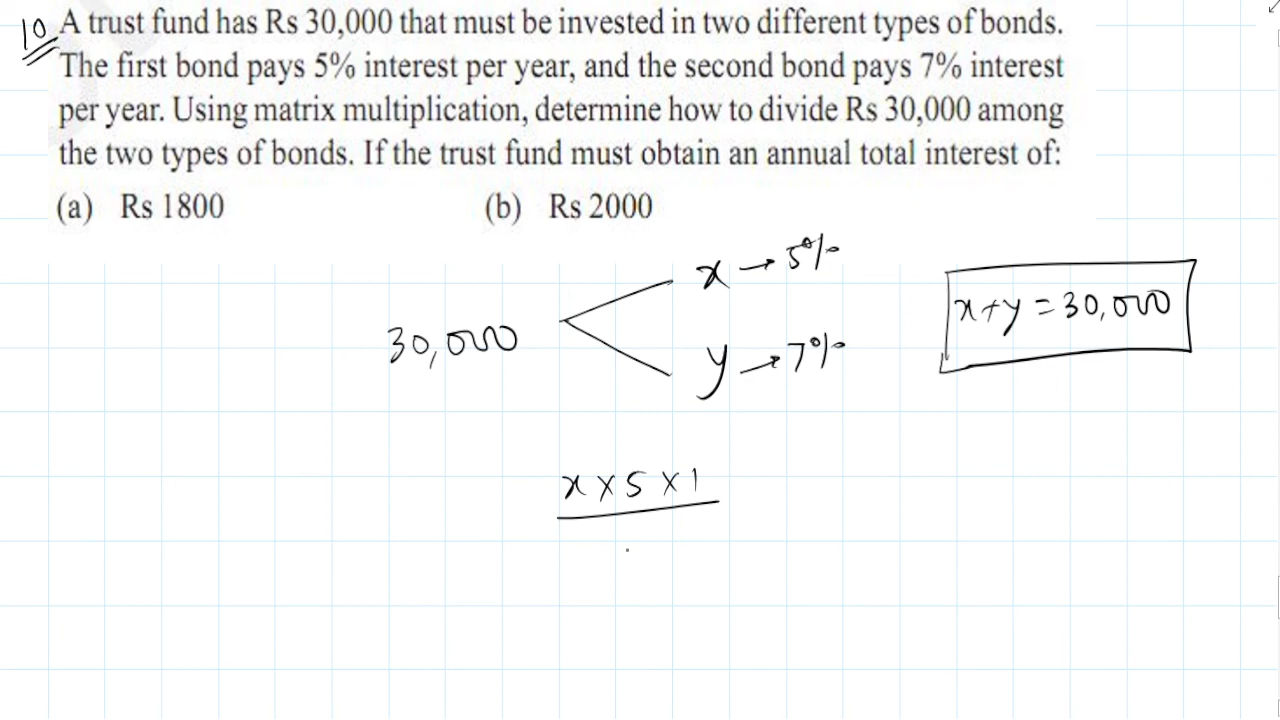 10 A trust fund has Rs 30,000 that must be invested in two different types of bonds.
The first bond pays 5% interest per year, and the second bond pays 7% interest
per year. Using matrix multiplication, determine how to divide Rs 30,000 among
the two types of bonds. If the trust fund must obtain an annual total interest of:
(a) Rs 1800 (b) Rs 2000
x → 5%
x+y = 30,000
30,000
y → 7%
x × 5 × 1